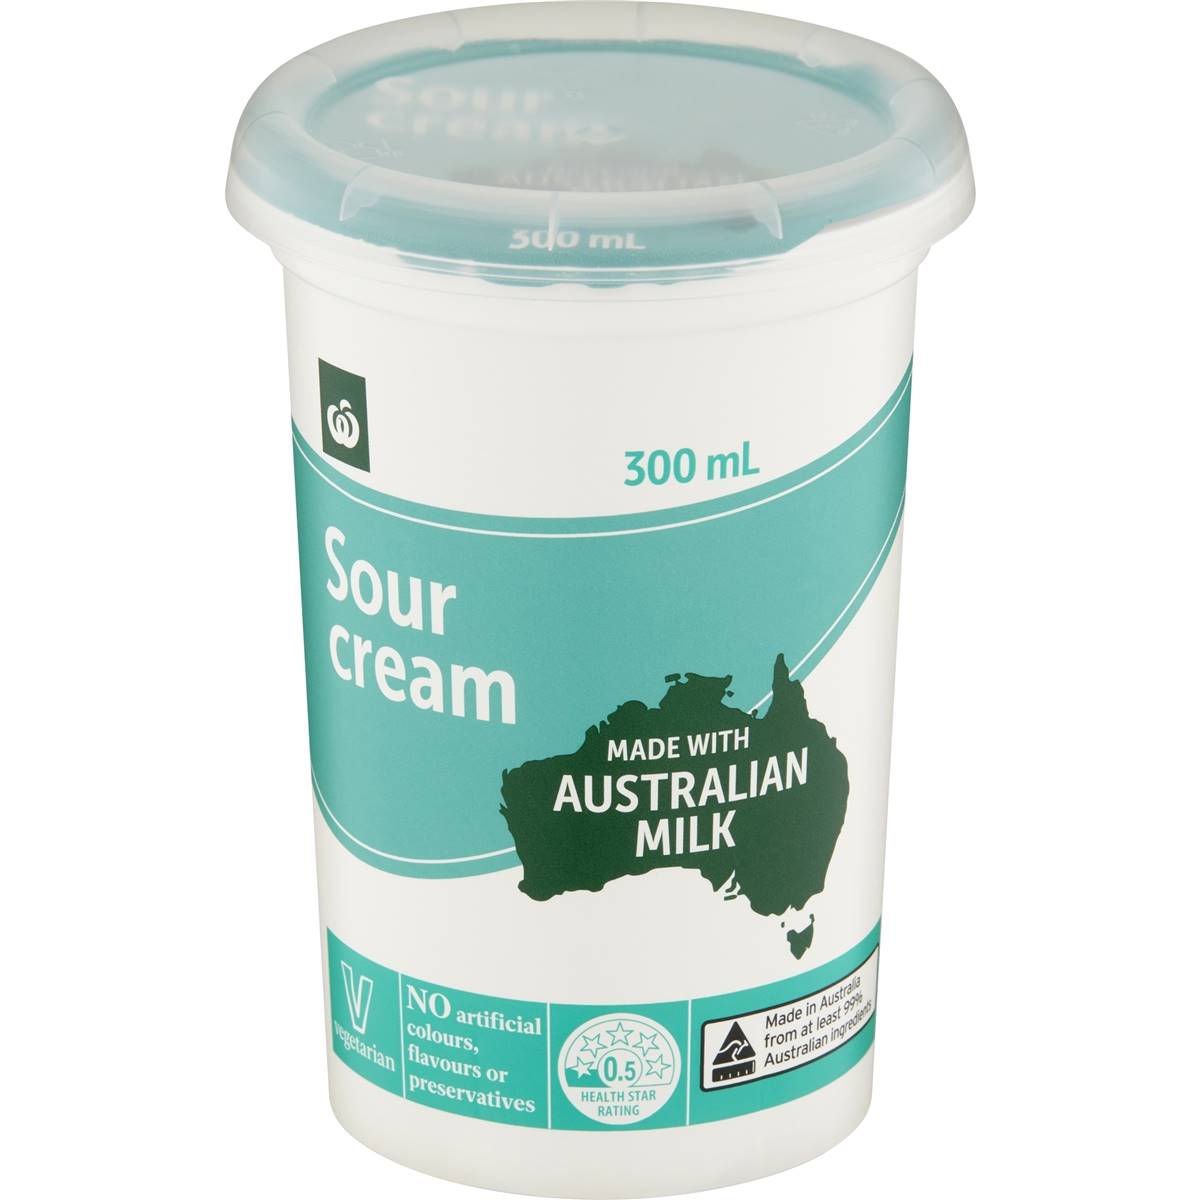 Sour
cream
300 mL
300 mL
Sour
cream
MADE WITH
AUSTRALIAN
MILK
V
vegetarian
NO artificial
colours,
flavours or
preservatives
0.5
HEALTH STAR
RATING
Made in Australia
from at least 99%
Australian ingredients